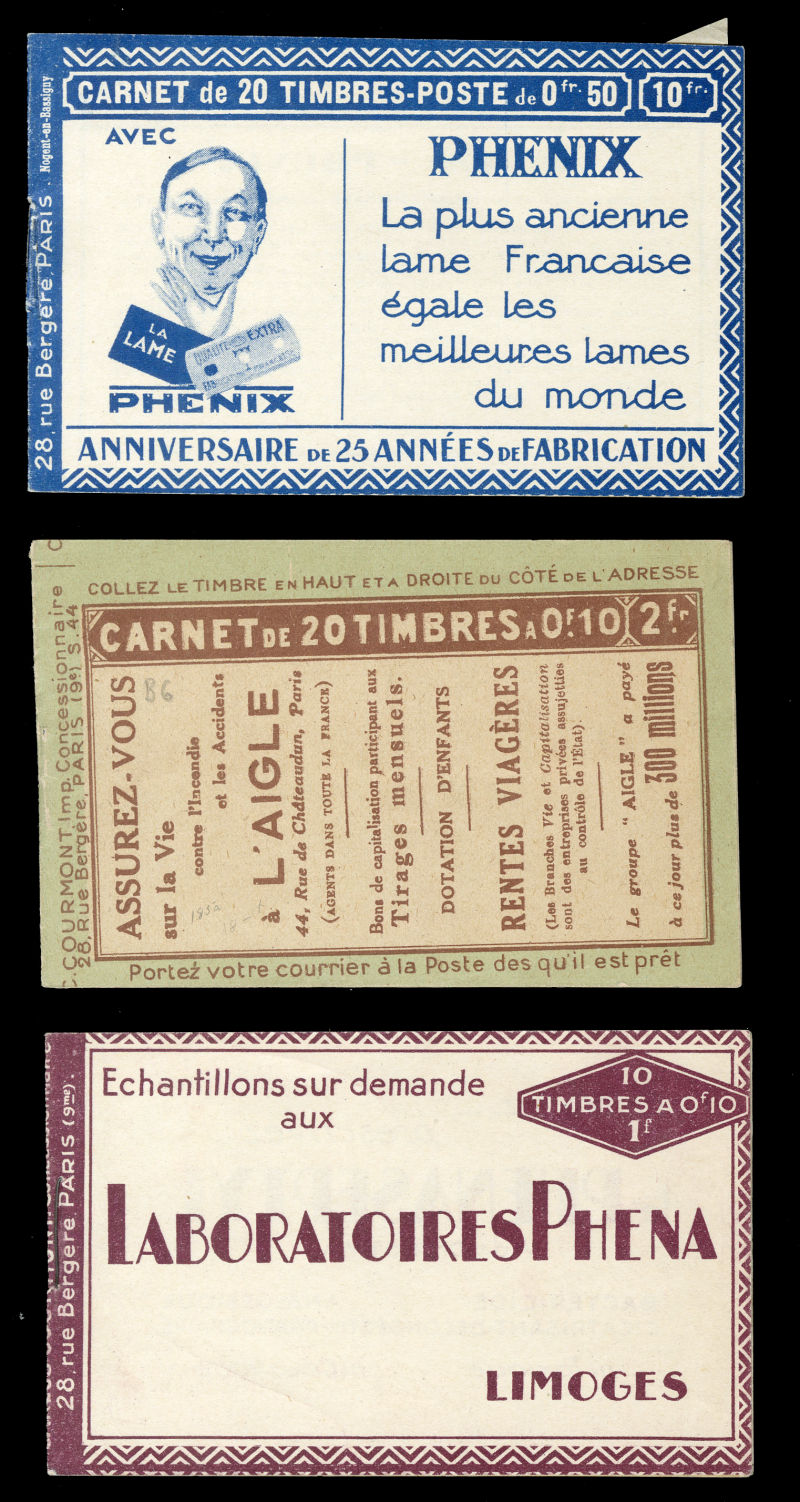 CARNET de 20 TIMBRES-POSTE de 0fr. 50
10fr.
AVEC
LA
LAME
QUALITE EXTRA
PHENIX
PHENIX
La plus ancienne
lame Francaise
égale les
meilleures lames
du monde
ANNIVERSAIRE DE 25 ANNÉES DE FABRICATION
28, rue Bergère, PARIS . Nogent-en-Bassigny
COLLEZ LE TIMBRE EN HAUT ET A DROITE DU CÔTÉ DE L'ADRESSE
CARNET DE 20 TIMBRES A 0F.10
2fr.
ASSUREZ-VOUS
B6
sur la Vie
contre l'Incendie
et les Accidents
à L'AIGLE
44, Rue de Châteaudun, Paris
(AGENTS DANS TOUTE LA FRANCE)
Bons de capitalisation participant aux
Tirages mensuels.
DOTATION D'ENFANTS
RENTES VIAGÈRES
(Les Branches Vie et Capitalisation
sont des entreprises privées assujetties
au contrôle de l'État).
Le groupe "AIGLE" a payé
à ce jour plus de 300 millions
Portez votre courrier à la Poste des qu'il est prêt
C. COURMONT Imp. Concessionnaire
28, Rue Bergère, PARIS (9e) S. 44
Echantillons sur demande
aux
10
TIMBRES A 0f10
1f
LABORATOIRES PHENA
LIMOGES
28, rue Bergère PARIS (9me).